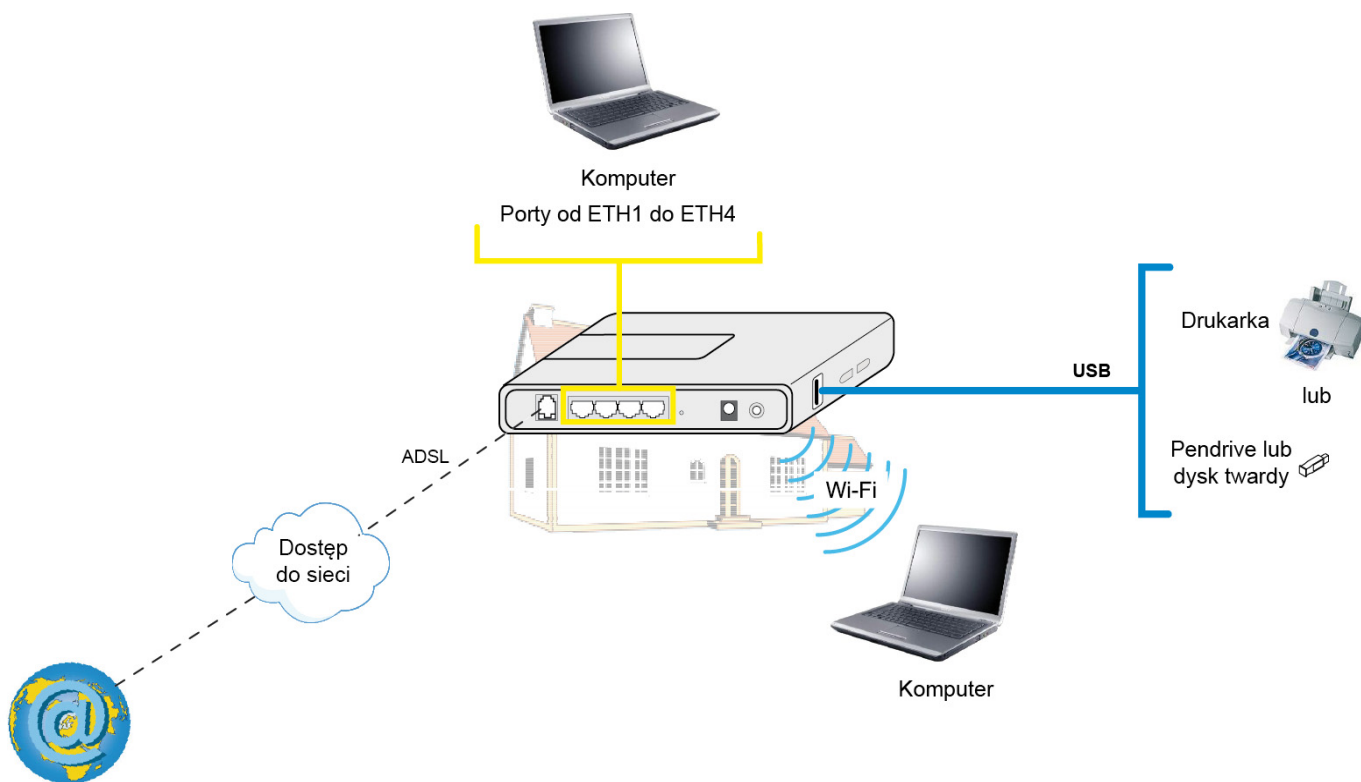 Komputer
Porty od ETH1 do ETH4
Drukarka
USB
lub
ADSL
Pendrive lub
dysk twardy
Wi-Fi
Dostęp
do sieci
Komputer
@